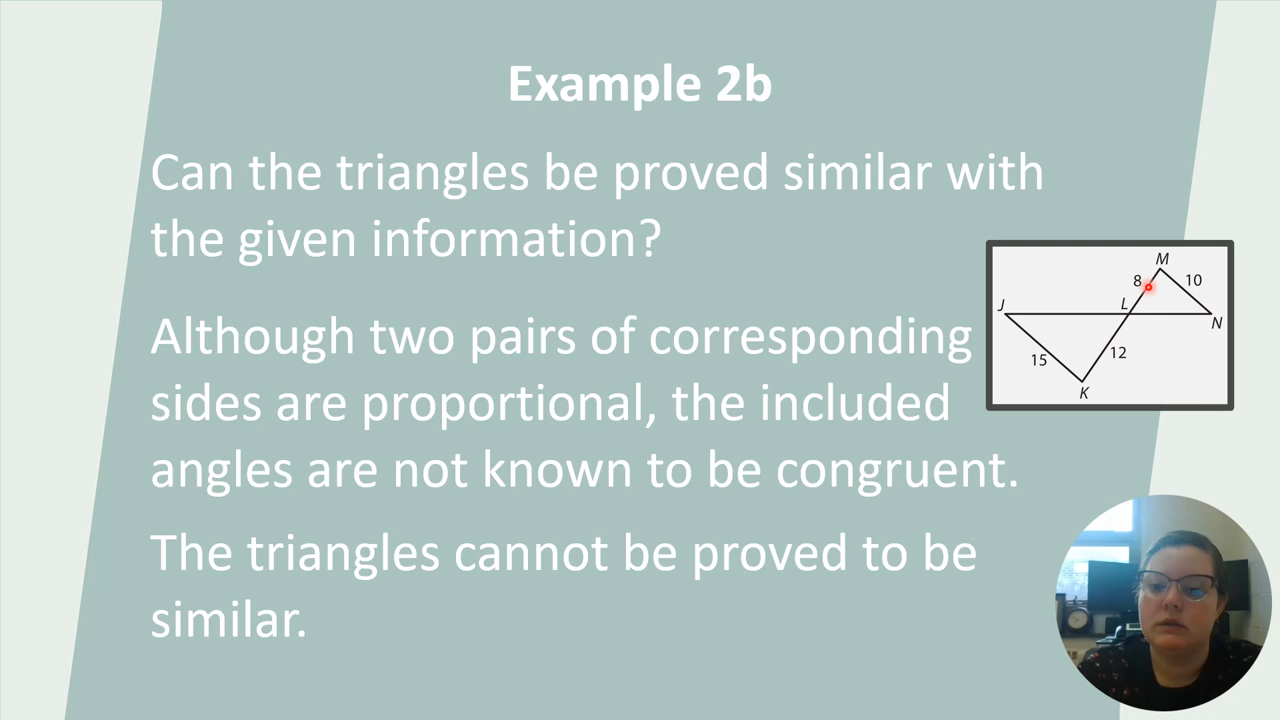 Example 2b
Can the triangles be proved similar with
the given information?
Although two pairs of corresponding
sides are proportional, the included
angles are not known to be congruent.
The triangles cannot be proved to be
similar.
M
8
10
J
L
N
15
12
K